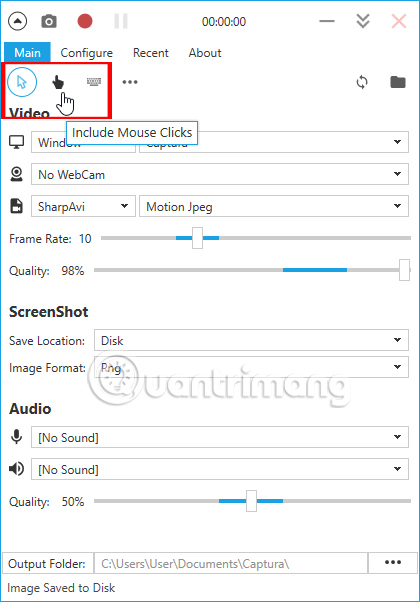 00:00:00
Main Configure Recent About
Video
Include Mouse Clicks
Window Captura
No WebCam
SharpAvi Motion Jpeg
Frame Rate: 10
Quality: 98%
ScreenShot
Save Location: Disk
Image Format: Png
Quantrimang
Audio
[No Sound]
[No Sound]
Quality: 50%
Output Folder: C:\Users\User\Documents\Captura\ •••
Image Saved to Disk